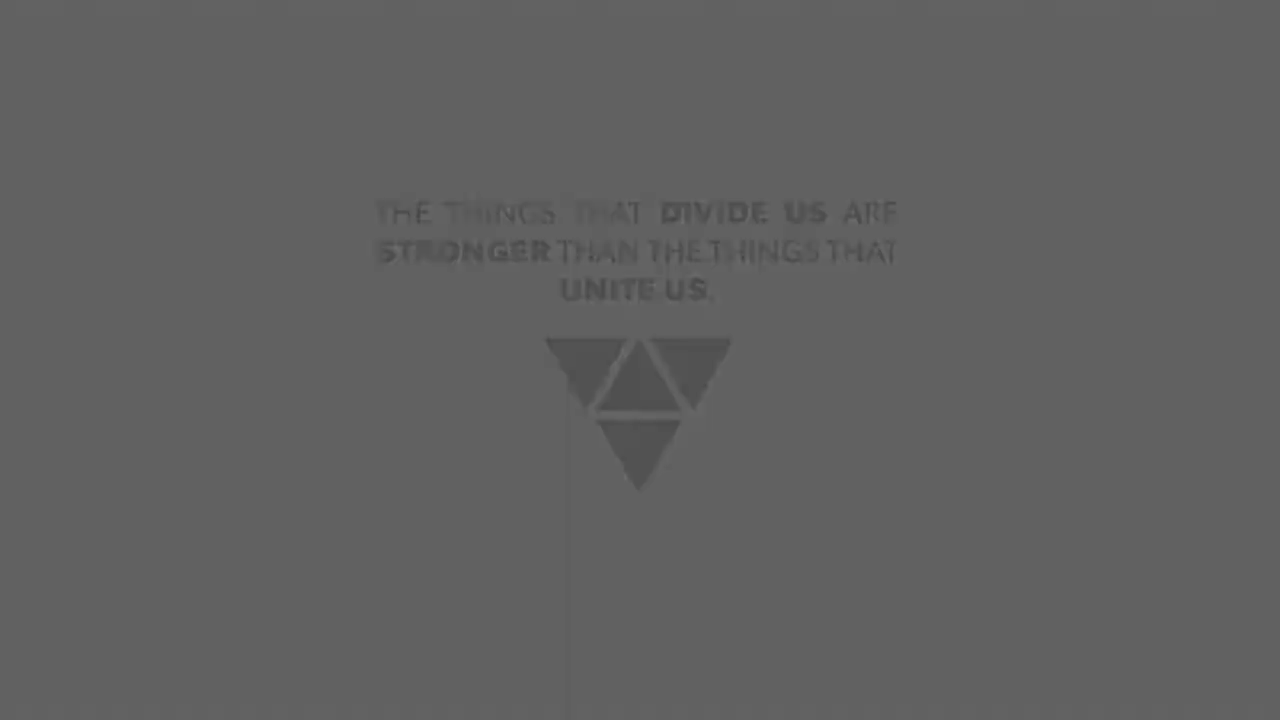 THE THINGS THAT DIVIDE US ARE
STRONGER THAN THE THINGS THAT
UNITE US.